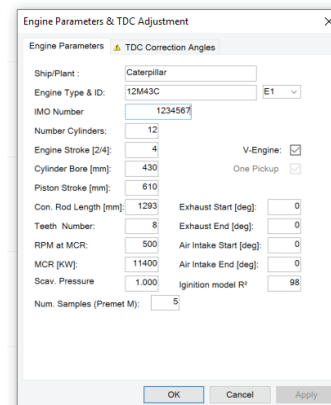 Engine Parameters & TDC Adjustment
Engine Parameters TDC Correction Angles
Ship/Plant : Caterpillar
Engine Type & ID: 12M43C E1
IMO Number 1234567
Number Cylinders: 12
Engine Stroke [2/4]: 4 V-Engine:
Cylinder Bore [mm]: 430 One Pickup
Piston Stroke [mm]: 610
Con. Rod Length [mm]: 1293 Exhaust Start [deg]: 0
Teeth Number: 8 Exhaust End [deg]: 0
RPM at MCR: 500 Air Intake Start [deg]: 0
MCR [KW]: 11400 Air Intake End [deg]: 0
Scav. Pressure 1.000 Iginition model R² 98
Num. Samples (Premet M): 5
OK Cancel Apply